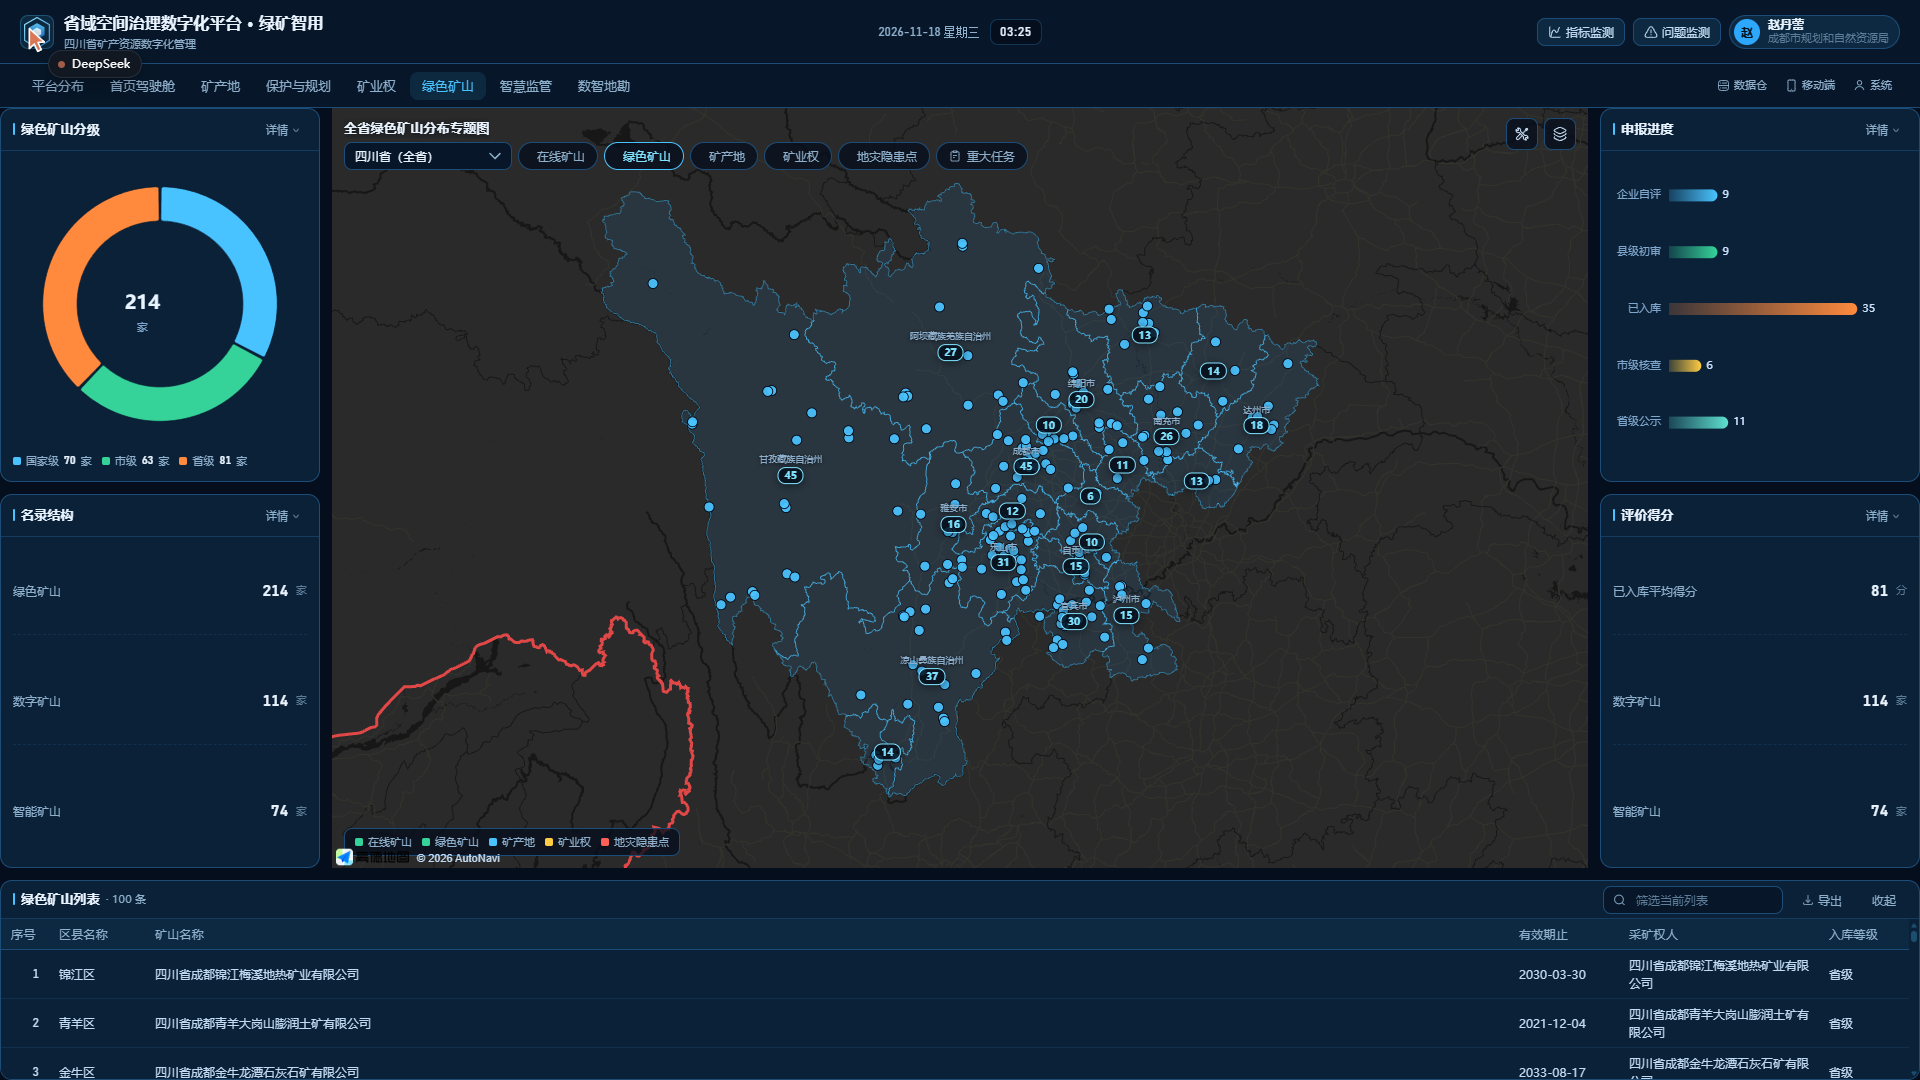 省域空间治理数字化平台 • 绿矿智用
四川省矿产资源数字化管理
DeepSeek
2026-11-18 星期三 03:25
指标监测 问题监测
赵 赵丹蕾
成都市规划和自然资源局
平台分布 首页驾驶舱 矿产地 保护与规划 矿业权 绿色矿山 智慧监管 数智地勘
数据仓 移动端 系统
绿色矿山分级 详情
214
家
国家级 70 家 市级 63 家 省级 81 家
名录结构 详情
绿色矿山 214 家
数字矿山 114 家
智能矿山 74 家
全省绿色矿山分布专题图
四川省（全省） 在线矿山 绿色矿山 矿产地 矿业权 地灾隐患点 重大任务
13
阿坝藏族羌族自治州
27
14
绵阳市
20
达州市
18
10
南充市
26
成都市
45
11
甘孜藏族自治州
45
13
6
雅安市
16
12
10
31
15
泸州市
15
宜宾市
30
凉山彝族自治州
37
14
在线矿山 绿色矿山 矿产地 矿业权 地灾隐患点
高德地图 © 2026 AutoNavi
申报进度 详情
企业自评 9
县级初审 9
已入库 35
市级核查 6
省级公示 11
评价得分 详情
已入库平均得分 81 分
数字矿山 114 家
智能矿山 74 家
绿色矿山列表 · 100 条
筛选当前列表 导出 收起
序号 区县名称 矿山名称 有效期止 采矿权人 入库等级
1 锦江区 四川省成都锦江梅溪地热矿业有限公司 2030-03-30 四川省成都锦江梅溪地热矿业有限公司 省级
2 青羊区 四川省成都青羊大岗山膨润土矿有限公司 2021-12-04 四川省成都青羊大岗山膨润土矿有限公司 省级
3 金牛区 四川省成都金牛龙潭石灰石矿有限公司 2033-08-17 四川省成都金牛龙潭石灰石矿有限 省级